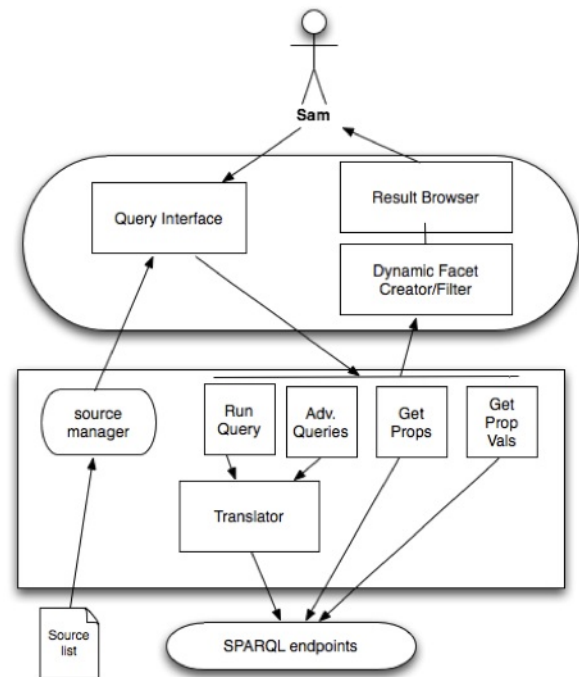 Sam
Query Interface
Result Browser
Dynamic Facet
Creator/Filter
source
manager
Run
Query
Adv.
Queries
Get
Props
Get
Prop
Vals
Translator
Source
list
SPARQL endpoints